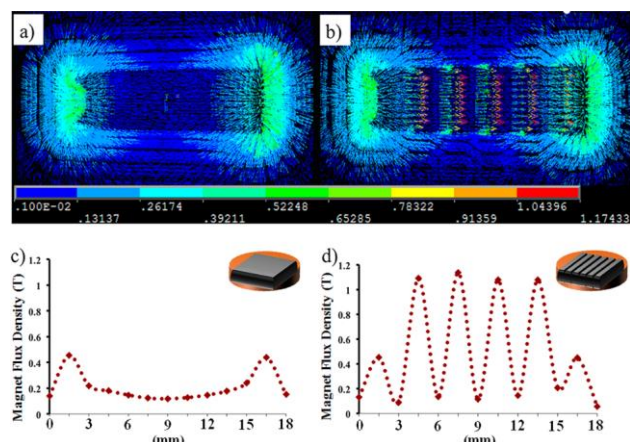 a)
b)
.100E-02 .26174 .52248 .78322 1.04396
.13137 .39211 .65285 .91359 1.17433
c)
d)
Magnet Flux Density (T)
1.2
1
0.8
0.6
0.4
0.2
0
0 3 6 9 12 15 18
(mm)
Magnet Flux Density (T)
1.2
1
0.8
0.6
0.4
0.2
0
0 3 6 9 12 15 18
(mm)